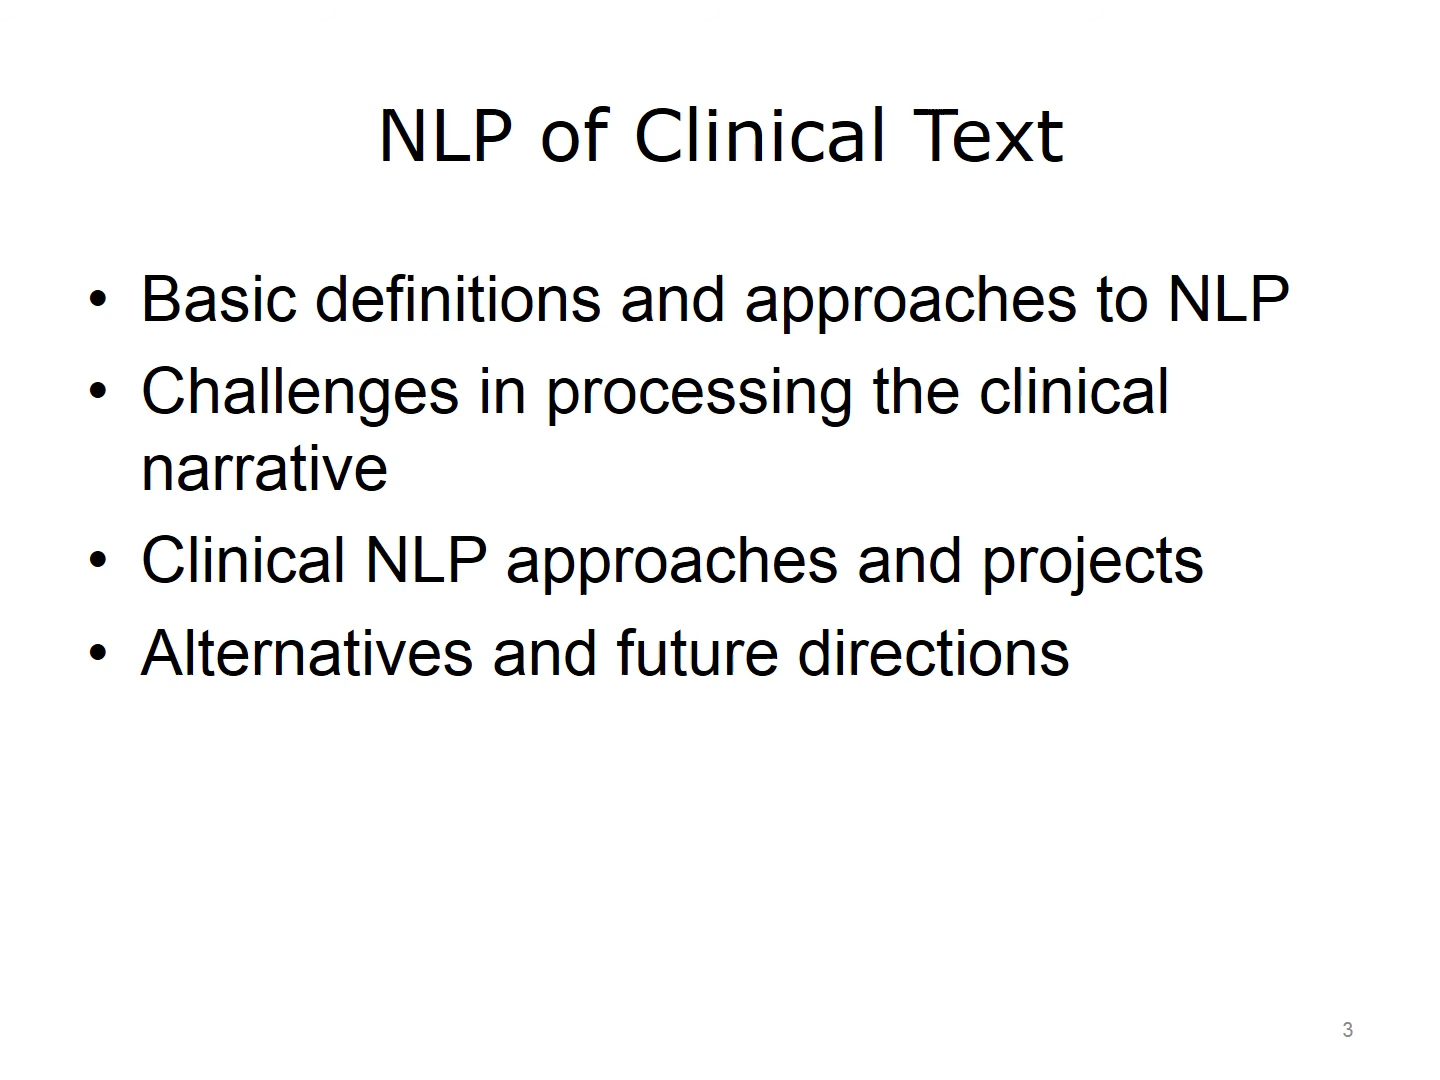 NLP of Clinical Text
• Basic definitions and approaches to NLP
• Challenges in processing the clinical
narrative
• Clinical NLP approaches and projects
• Alternatives and future directions
3